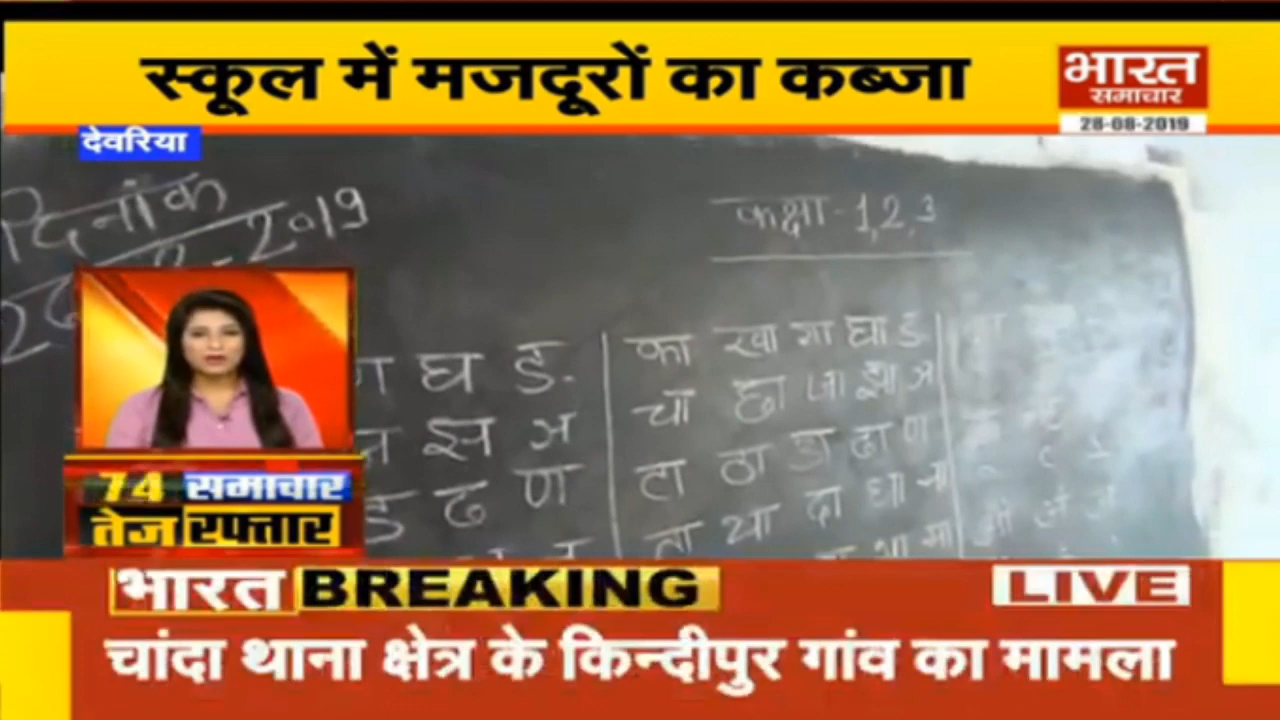 स्कूल में मजदूरों का कब्जा
भारत
समाचार
28-08-2019
देवरिया
दिनांक
-2019
कक्षा-1,2,3
घ ङ
का खा गा घा ङ
झ ञ
चा छा जा झा ञ
ड ढ ण
टा ठा डा ढा ण
ता था दा धा ना
74 समाचार
तेज रफ्तार
भारत BREAKING
LIVE
चांदा थाना क्षेत्र के किन्दीपुर गांव का मामला